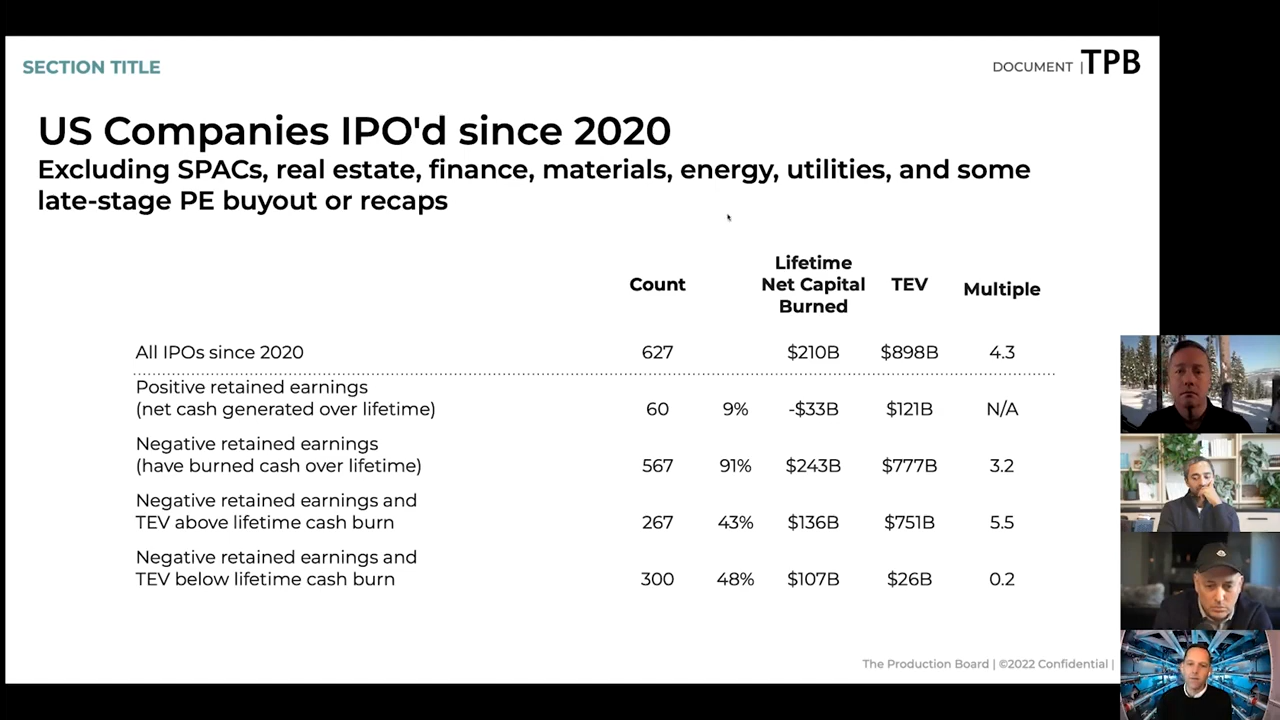 SECTION TITLE
DOCUMENT | TPB
US Companies IPO'd since 2020
Excluding SPACs, real estate, finance, materials, energy, utilities, and some
late-stage PE buyout or recaps
Count
Lifetime
Net Capital
Burned
TEV
Multiple
All IPOs since 2020 627 $210B $898B 4.3
Positive retained earnings
(net cash generated over lifetime) 60 9% -$33B $121B N/A
Negative retained earnings
(have burned cash over lifetime) 567 91% $243B $777B 3.2
Negative retained earnings and
TEV above lifetime cash burn 267 43% $136B $751B 5.5
Negative retained earnings and
TEV below lifetime cash burn 300 48% $107B $26B 0.2
The Production Board | ©2022 Confidential |